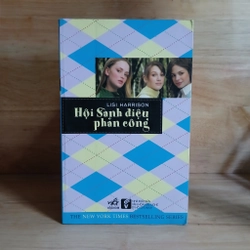 LISI HARRISON
Hội Sành điệu
phản công
THE NEW YORK TIMES BESTSELLING SERIES